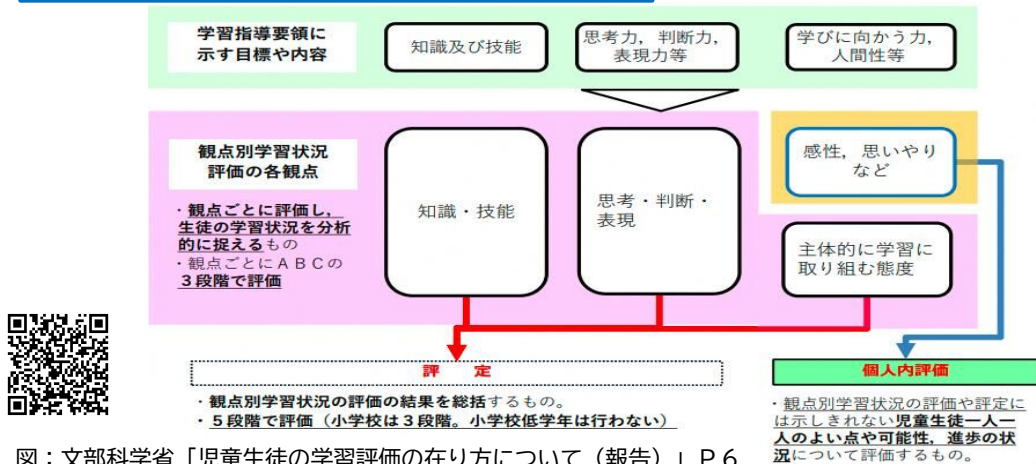 学習指導要領に
示す目標や内容
知識及び技能
思考力，判断力，
表現力等
学びに向かう力，
人間性等
観点別学習状況
評価の各観点
・観点ごとに評価し，
生徒の学習状況を分析
的に捉えるもの
・観点ごとにＡＢＣの
３段階で評価
知識・技能
思考・判断・
表現
感性，思いやり
など
主体的に学習に
取り組む態度
評　定
・観点別学習状況の評価の結果を総括するもの。
・５段階で評価（小学校は３段階。小学校低学年は行わない）
個人内評価
・観点別学習状況の評価や評定に
は示しきれない児童生徒一人一
人のよい点や可能性，進歩の状
況について評価するもの。
図：文部科学省「児童生徒の学習評価の在り方について（報告）」Ｐ６